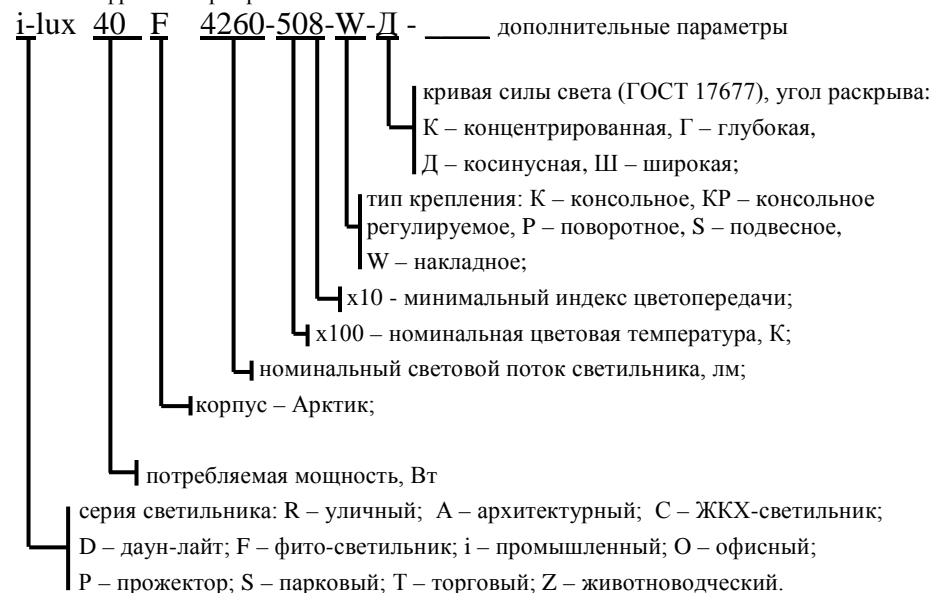 i-lux 40 F 4260-508-W-Д - _____ дополнительные параметры
кривая силы света (ГОСТ 17677), угол раскрыва:
К – концентрированная, Г – глубокая,
Д – косинусная, Ш – широкая;
тип крепления: К – консольное, КР – консольное
регулируемое, Р – поворотное, S – подвесное,
W – накладное;
х10 - минимальный индекс цветопередачи;
х100 – номинальная цветовая температура, К;
номинальный световой поток светильника, лм;
корпус – Арктик;
потребляемая мощность, Вт
серия светильника: R – уличный; A – архитектурный; C – ЖКХ-светильник;
D – даун-лайт; F – фито-светильник; i – промышленный; O – офисный;
P – прожектор; S – парковый; T – торговый; Z – животноводческий.